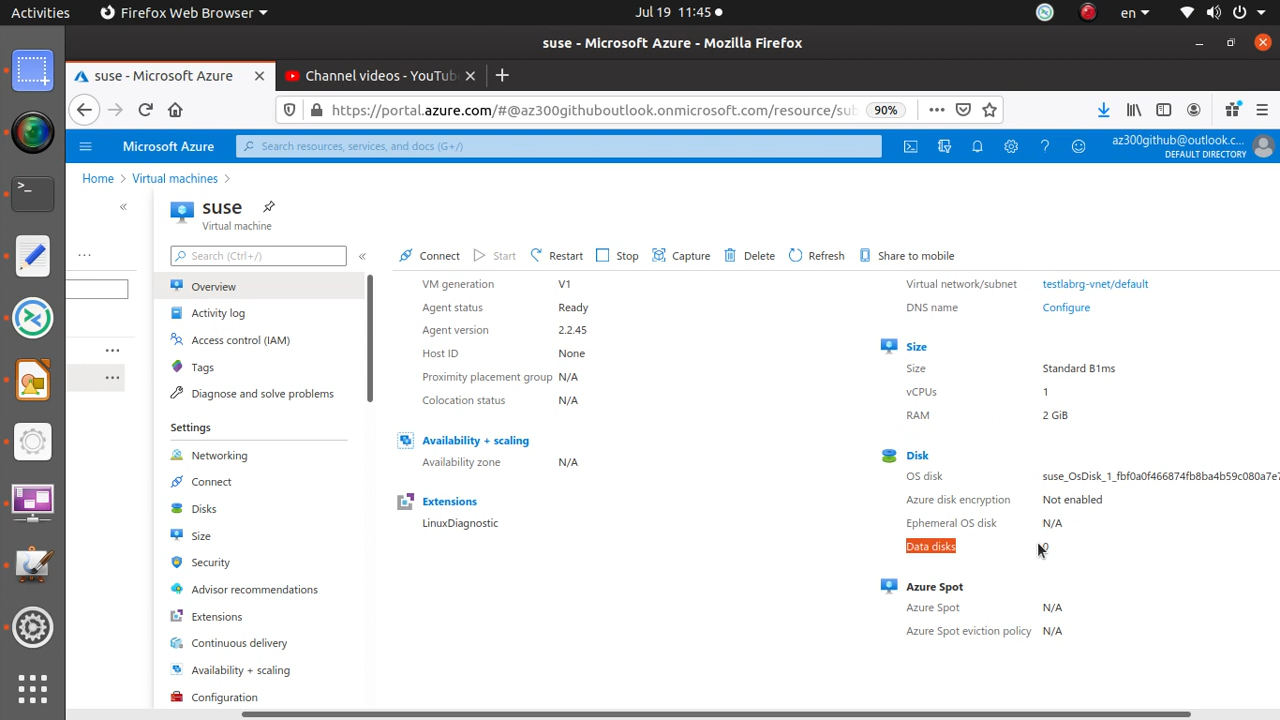 Activities
Firefox Web Browser
Jul 19 11:45
en
suse - Microsoft Azure - Mozilla Firefox
suse - Microsoft Azure
Channel videos - YouTub
https://portal.azure.com/#@az300githuboutlook.onmicrosoft.com/resource/sub
90%
Microsoft Azure
Search resources, services, and docs (G+/)
az300github@outlook.c...
DEFAULT DIRECTORY
Home
Virtual machines
suse
Virtual machine
Search (Ctrl+/)
Connect
Start
Restart
Stop
Capture
Delete
Refresh
Share to mobile
Overview
Activity log
Access control (IAM)
Tags
Diagnose and solve problems
Settings
Networking
Connect
Disks
Size
Security
Advisor recommendations
Extensions
Continuous delivery
Availability + scaling
Configuration
VM generation V1
Agent status Ready
Agent version 2.2.45
Host ID None
Proximity placement group N/A
Colocation status N/A
Availability + scaling
Availability zone N/A
Extensions
LinuxDiagnostic
Virtual network/subnet testlabrg-vnet/default
DNS name Configure
Size
Size Standard B1ms
vCPUs 1
RAM 2 GiB
Disk
OS disk suse_OsDisk_1_fbf0a0f466874fb8ba4b59c080a7e7
Azure disk encryption Not enabled
Ephemeral OS disk N/A
Data disks 0
Azure Spot
Azure Spot N/A
Azure Spot eviction policy N/A